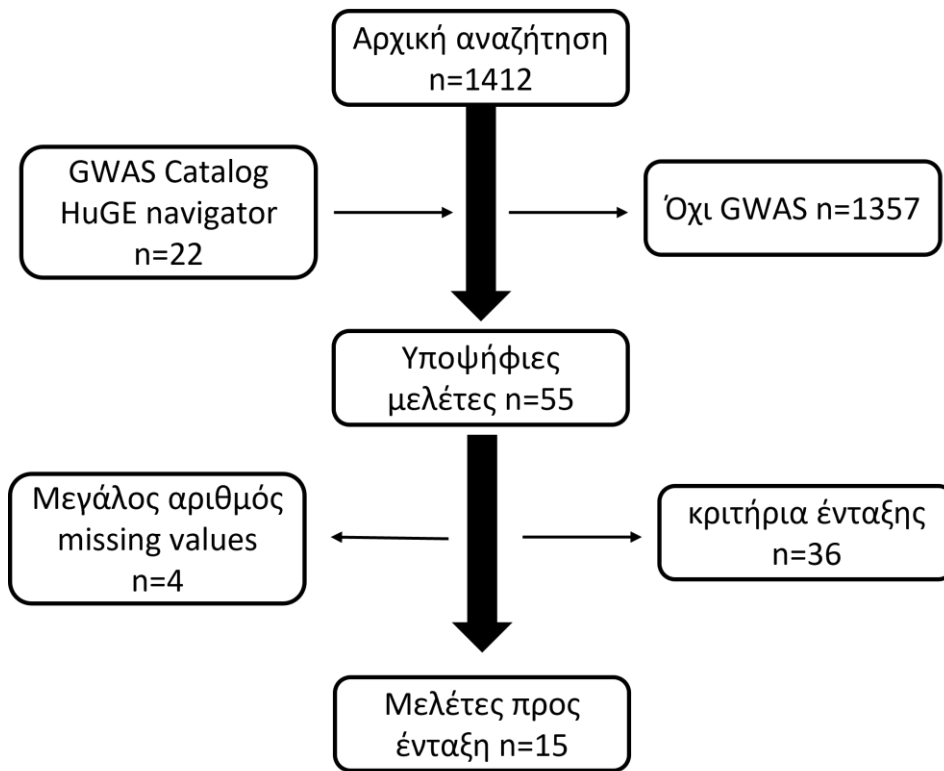 Αρχική αναζήτηση
n=1412
GWAS Catalog
HuGE navigator
n=22
Όχι GWAS n=1357
Υποψήφιες
μελέτες n=55
Μεγάλος αριθμός
missing values
n=4
κριτήρια ένταξης
n=36
Μελέτες προς
ένταξη n=15